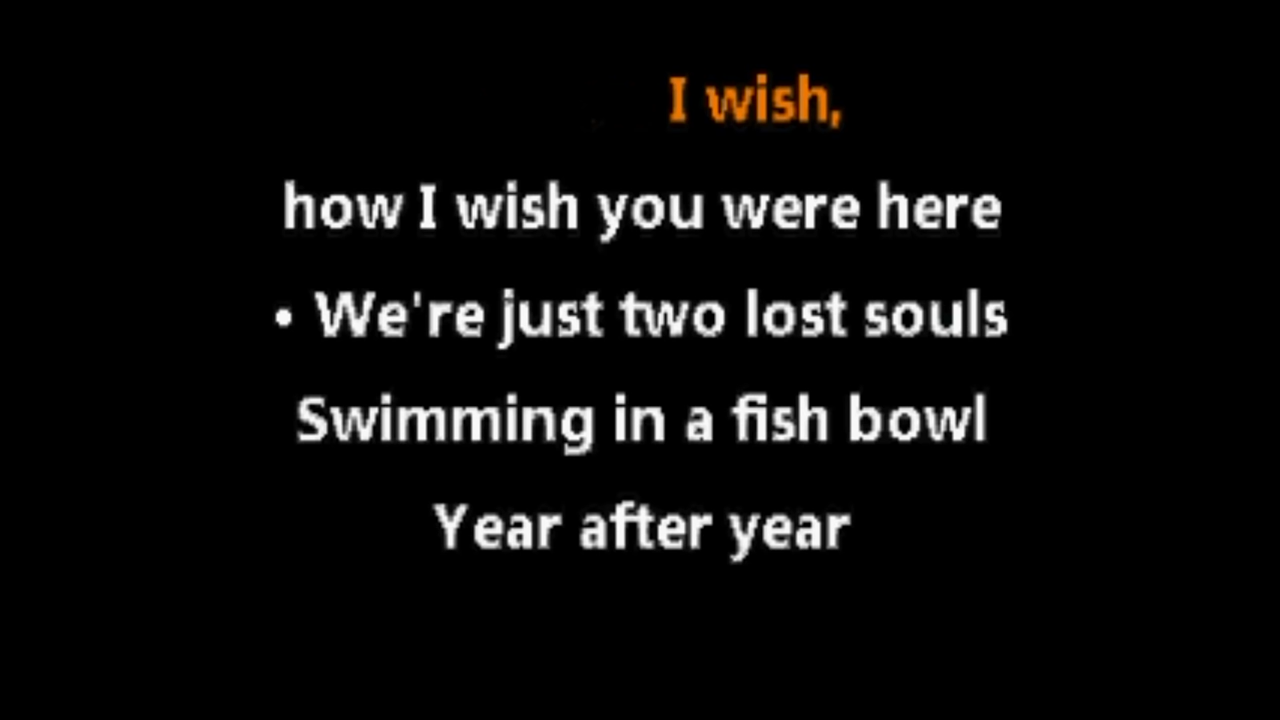 I wish,
how I wish you were here
• We're just two lost souls
Swimming in a fish bowl
Year after year